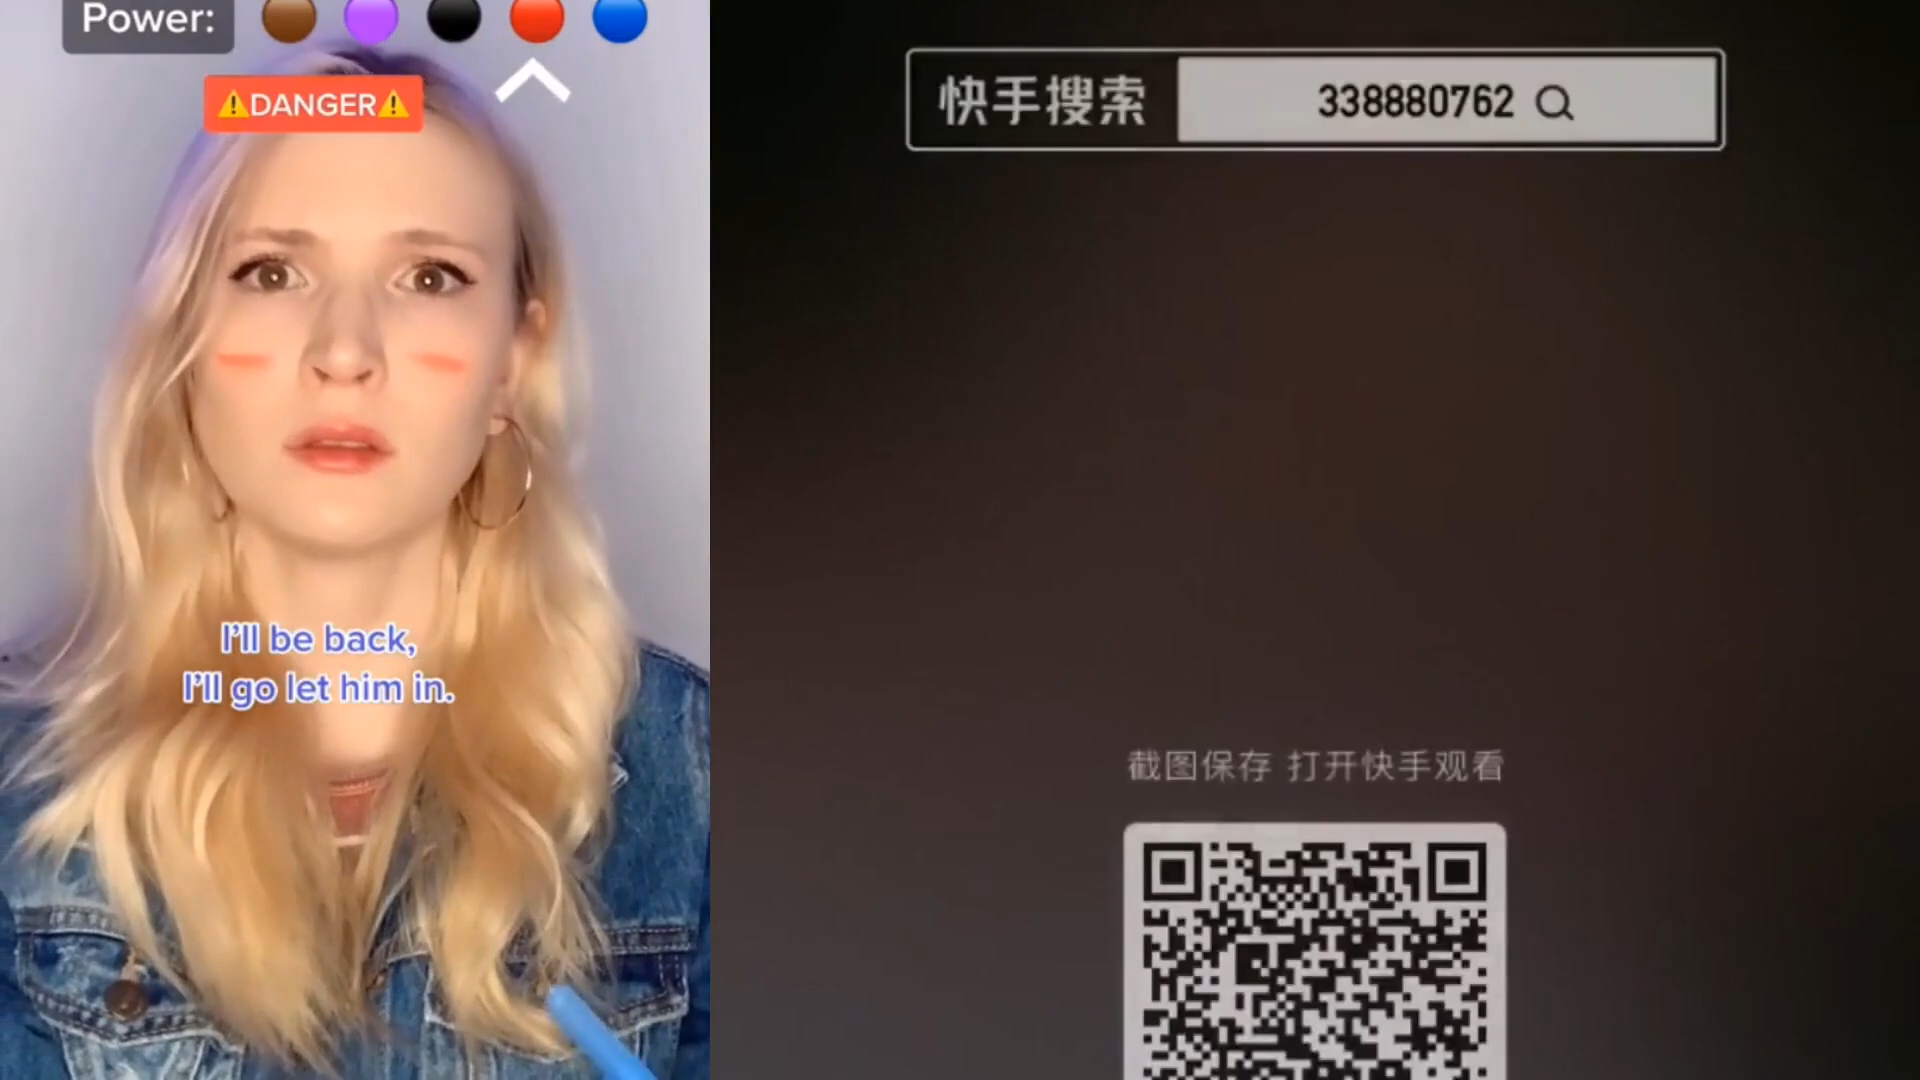 Power:
⚠️DANGER⚠️
I'll be back,
I'll go let him in.
快手搜索 338880762
截图保存 打开快手观看